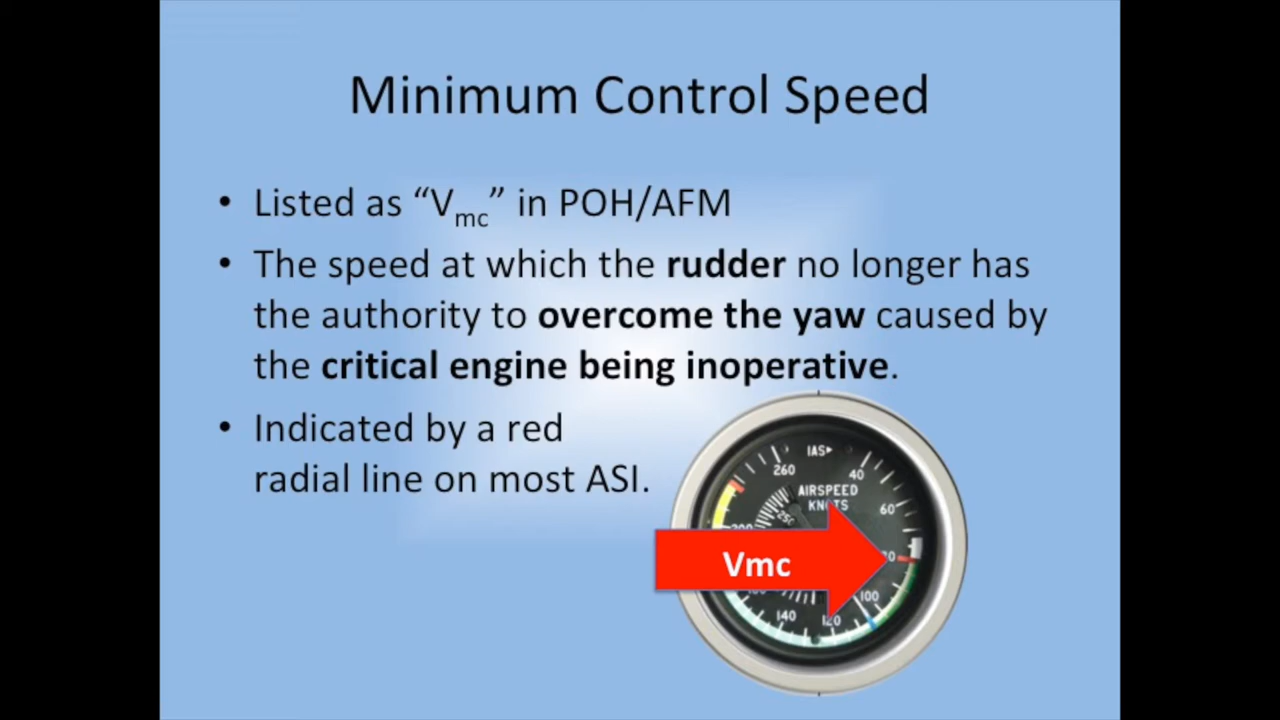 Minimum Control Speed
• Listed as “Vmc” in POH/AFM
• The speed at which the rudder no longer has
the authority to overcome the yaw caused by
the critical engine being inoperative.
• Indicated by a red
radial line on most ASI.
IAS
260
40
AIRSPEED
KNOTS
60
Vmc
100
140
120